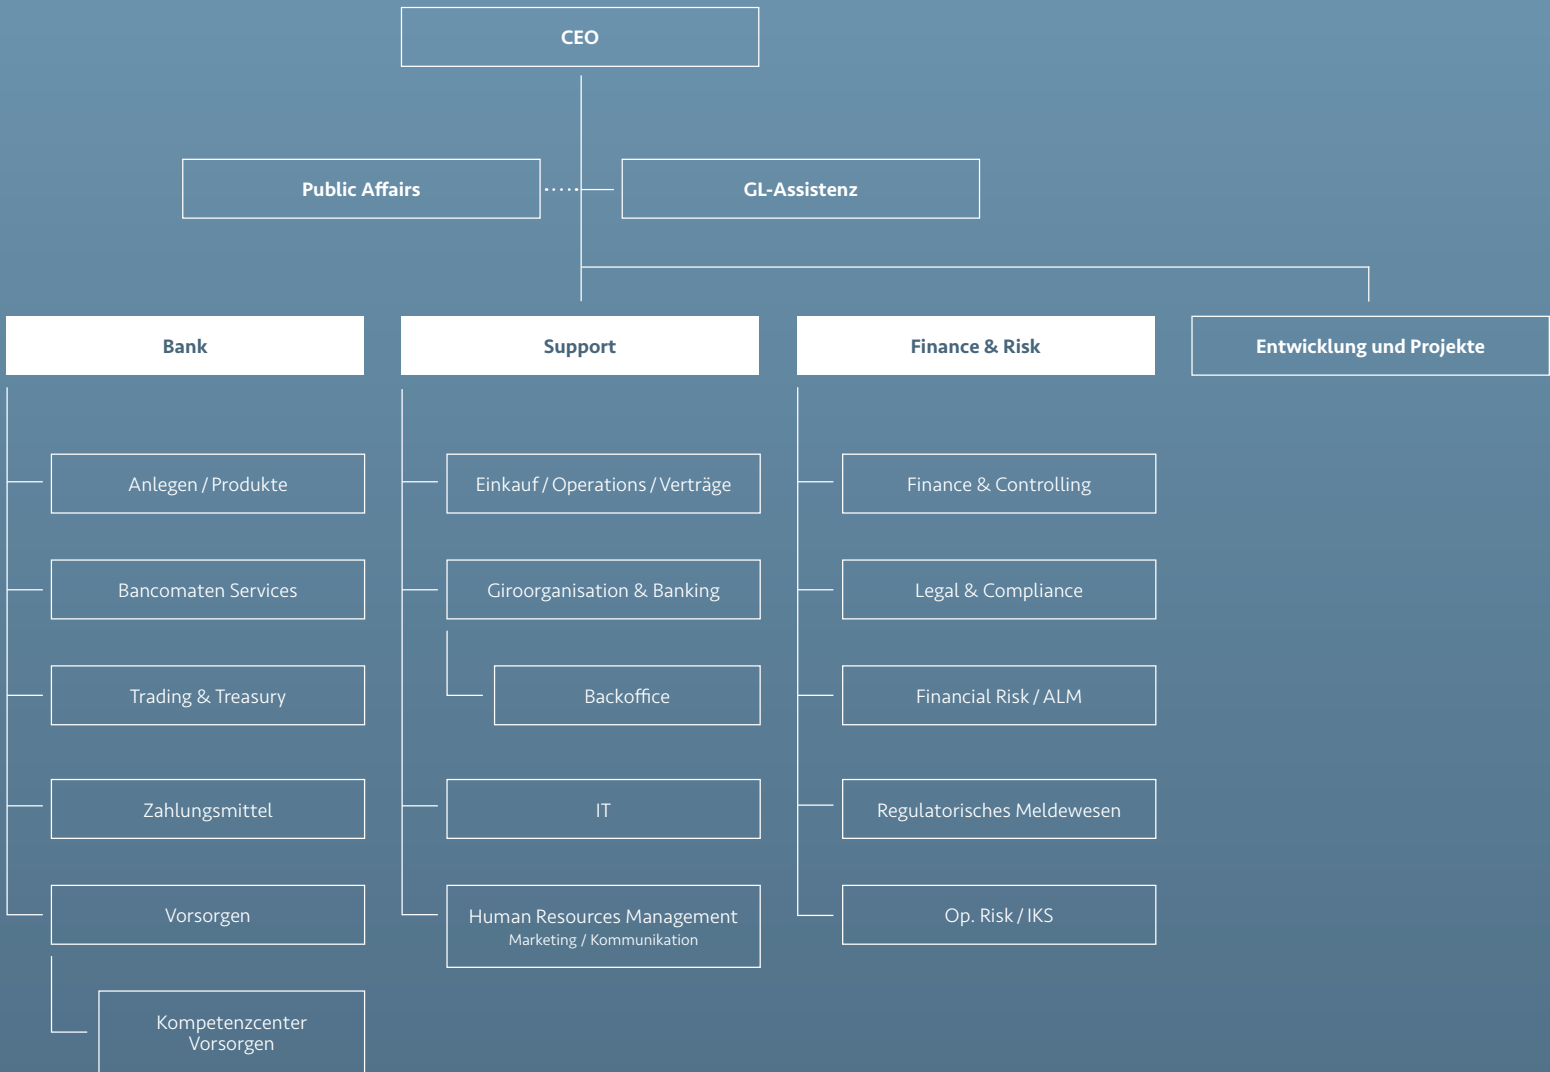 CEO
Public Affairs
GL-Assistenz
Bank
Support
Finance & Risk
Entwicklung und Projekte
Anlegen / Produkte
Einkauf / Operations / Verträge
Finance & Controlling
Bancomaten Services
Giroorganisation & Banking
Legal & Compliance
Trading & Treasury
Backoffice
Financial Risk / ALM
Zahlungsmittel
IT
Regulatorisches Meldewesen
Vorsorgen
Human Resources Management
Marketing / Kommunikation
Op. Risk / IKS
Kompetenzcenter
Vorsorgen